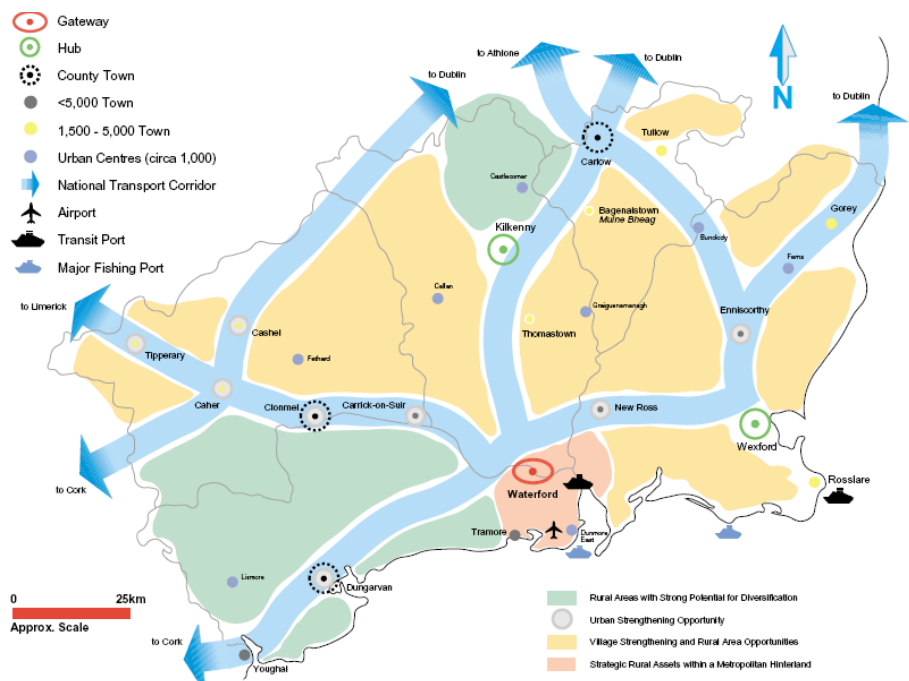 Gateway
Hub
County Town
<5,000 Town
1,500 - 5,000 Town
Urban Centres (circa 1,000)
National Transport Corridor
Airport
Transit Port
Major Fishing Port
to Athlone
to Dublin
to Dublin
to Dublin
N
Tullow
Carlow
Castlecomer
Bagenalstown
Muine Bheag
Kilkenny
Gorey
Bunclody
Ferns
Callan
Graiguenamanagh
Enniscorthy
Thomastown
to Limerick
Cashel
Tipperary
Fethard
Caher
Clonmel
Carrick-on-Suir
New Ross
Wexford
to Cork
Waterford
Rosslare
Tramore
Dunmore
East
Lismore
Dungarvan
0
25km
Approx. Scale
to Cork
Youghal
Rural Areas with Strong Potential for Diversification
Urban Strengthening Opportunity
Village Strengthening and Rural Area Opportunities
Strategic Rural Assets within a Metropolitan Hinterland